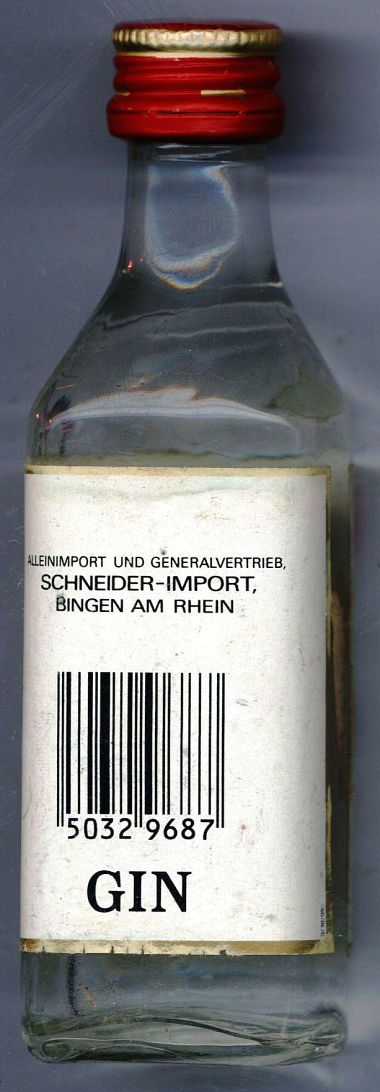 ALLEINIMPORT UND GENERALVERTRIEB,
SCHNEIDER-IMPORT,
BINGEN AM RHEIN
5032 9687
GIN